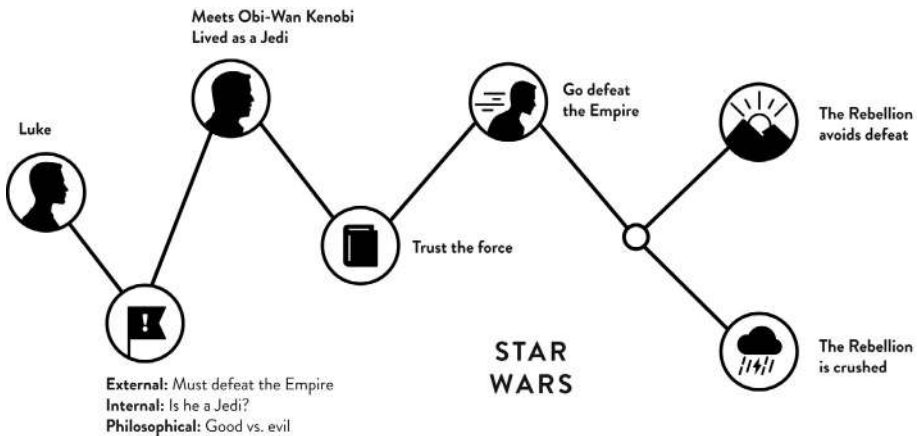 Luke
External: Must defeat the Empire
Internal: Is he a Jedi?
Philosophical: Good vs. evil
Meets Obi-Wan Kenobi
Lived as a Jedi
Trust the force
Go defeat
the Empire
The Rebellion
avoids defeat
The Rebellion
is crushed
STAR
WARS